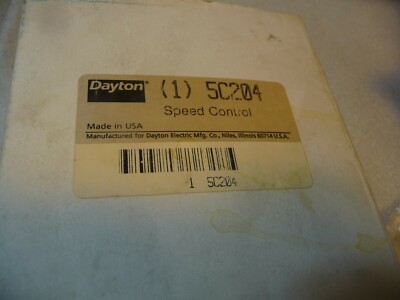 Dayton® (1) 5C204
Speed Control
Made in USA
Manufactured for Dayton Electric Mfg. Co., Niles, Illinois 60714 U.S.A.
1 5C204